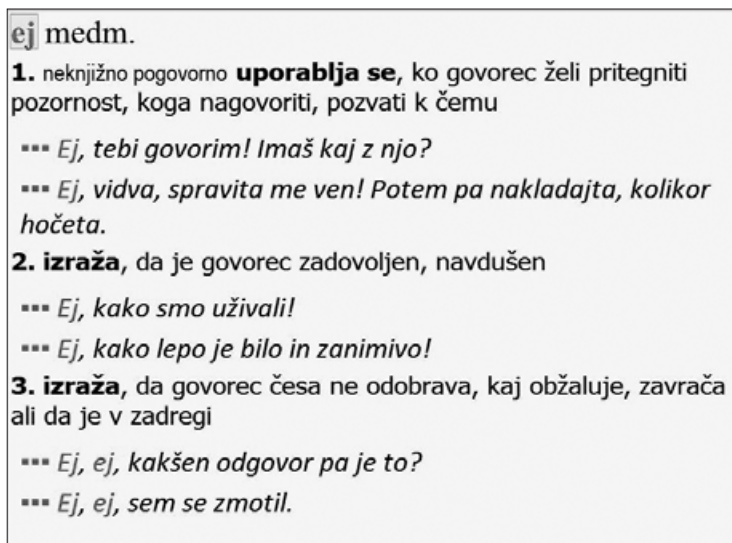 ej medm.
1. neknjižno pogovorno uporablja se, ko govorec želi pritegniti
pozornost, koga nagovoriti, pozvati k čemu
▪▪▪ Ej, tebi govorim! Imaš kaj z njo?
▪▪▪ Ej, vidva, spravita me ven! Potem pa nakladajta, kolikor
hočeta.
2. izraža, da je govorec zadovoljen, navdušen
▪▪▪ Ej, kako smo uživali!
▪▪▪ Ej, kako lepo je bilo in zanimivo!
3. izraža, da govorec česa ne odobrava, kaj obžaluje, zavrača
ali da je v zadregi
▪▪▪ Ej, ej, kakšen odgovor pa je to?
▪▪▪ Ej, ej, sem se zmotil.